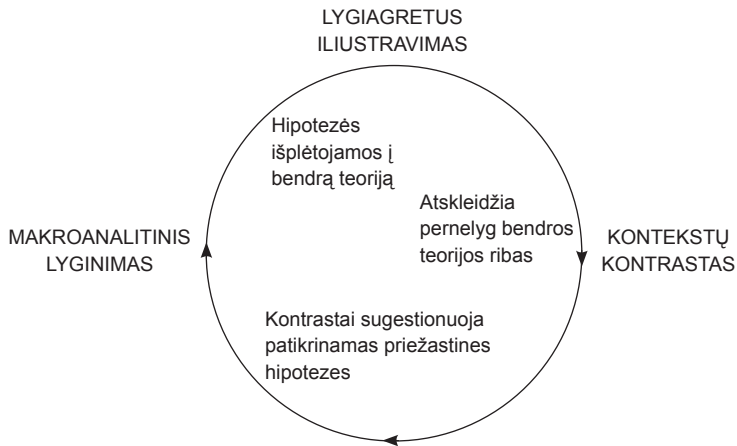 LYGIAGRETUS
ILIUSTRAVIMAS
Hipotezės
išplėtojamos į
bendrą teoriją
Atskleidžia
pernelyg bendros
teorijos ribas
MAKROANALITINIS
LYGINIMAS
KONTEKSTŲ
KONTRASTAS
Kontrastai sugestionuoja
patikrinamas priežastines
hipotezes